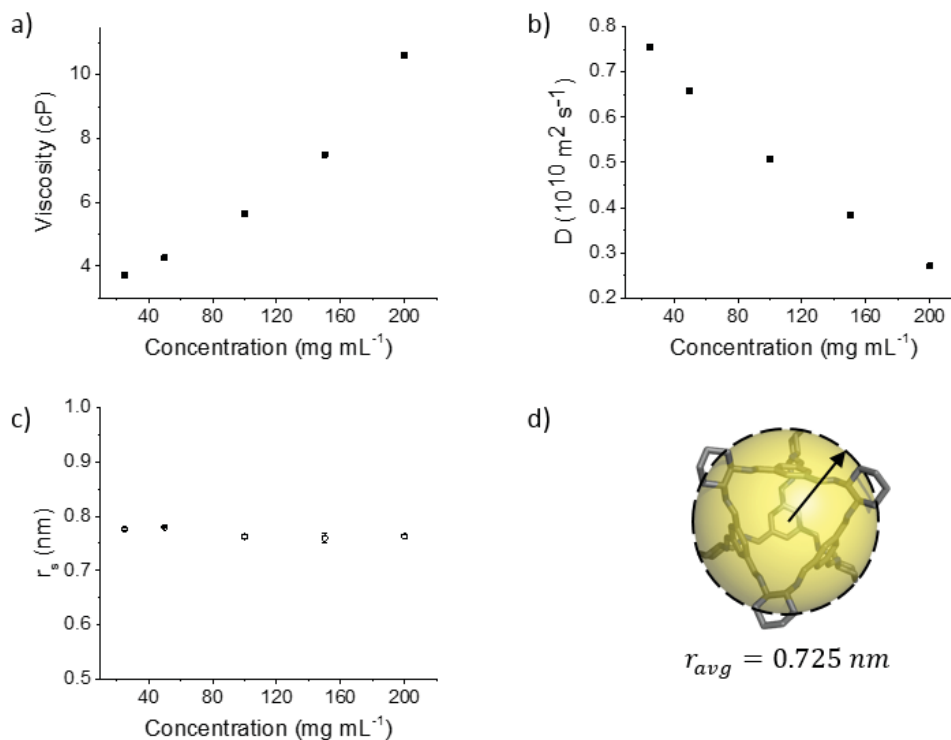 a)
Viscosity (cP)
10
8
6
4
40 80 120 160 200
Concentration (mg mL⁻¹)
b)
D (10¹⁰ m² s⁻¹)
0.8
0.7
0.6
0.5
0.4
0.3
0.2
40 80 120 160 200
Concentration (mg mL⁻¹)
c)
rₛ (nm)
1.0
0.9
0.8
0.7
0.6
0.5
40 80 120 160 200
Concentration (mg mL⁻¹)
d)
r_avg = 0.725 nm